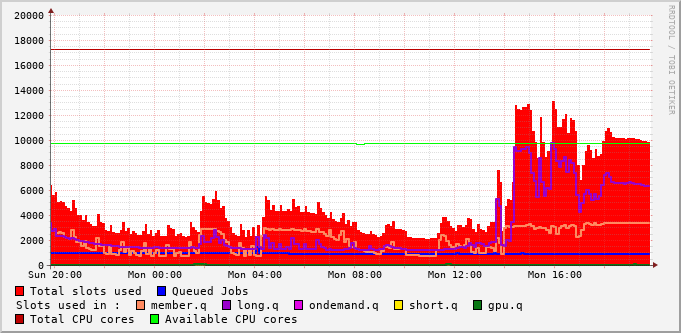 20000
18000
16000
14000
12000
10000
8000
6000
4000
2000
0
Sun 20:00 Mon 00:00 Mon 04:00 Mon 08:00 Mon 12:00 Mon 16:00
RRDTOOL / TOBI OETIKER
Total slots used Queued Jobs
Slots used in : member.q long.q ondemand.q short.q gpu.q
Total CPU cores Available CPU cores